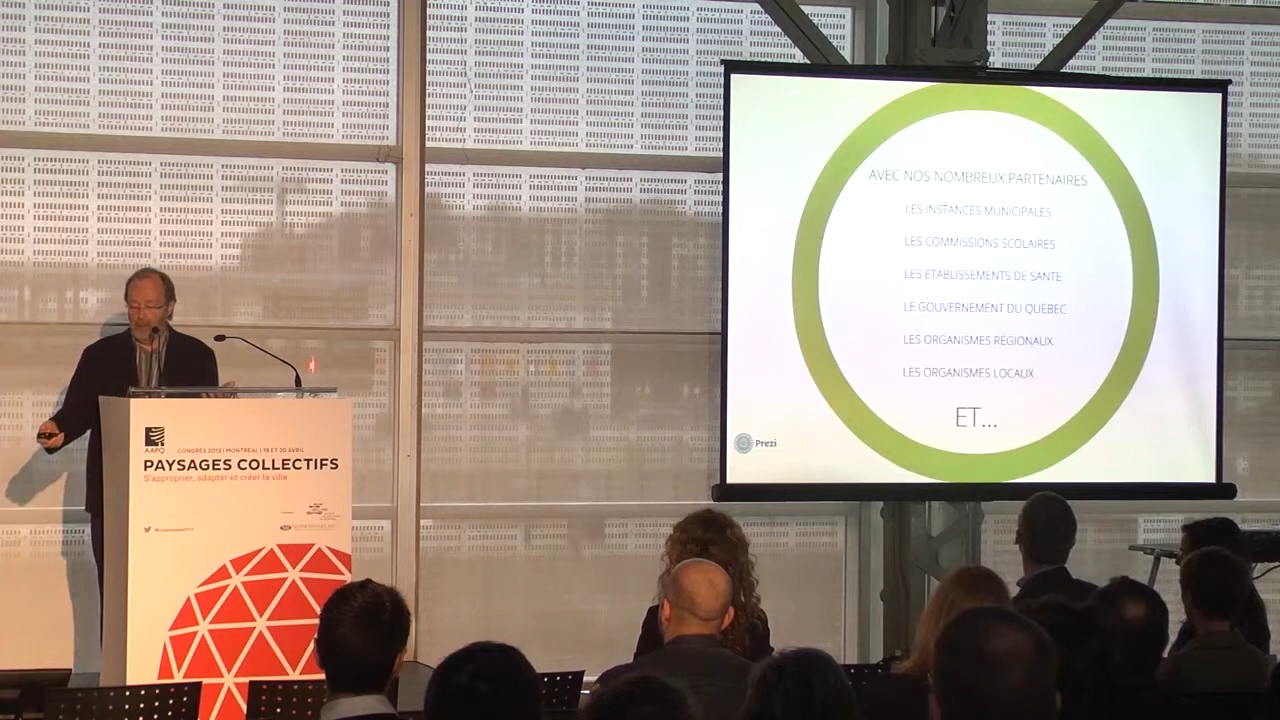 AAPQ
CONGRÈS 2013 | MONTRÉAL | 19 ET 20 AVRIL
PAYSAGES COLLECTIFS
S'approprier, adapter et créer la ville
AVEC NOS NOMBREUX PARTENAIRES
LES INSTANCES MUNICIPALES
LES COMMISSIONS SCOLAIRES
LES ÉTABLISSEMENTS DE SANTÉ
LE GOUVERNEMENT DU QUÉBEC
LES ORGANISMES RÉGIONAUX
LES ORGANISMES LOCAUX
ET...
Prezi